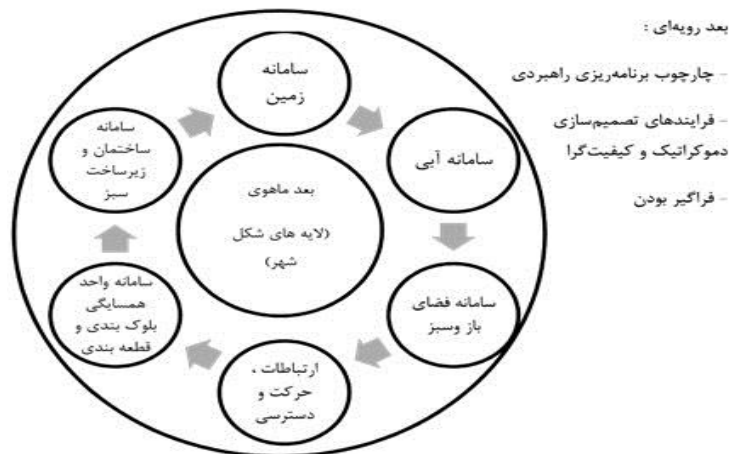 بعد رویه‌ای :
- چارچوب برنامه‌ریزی راهبردی
- فرایندهای تصمیم‌سازی
دموکراتیک و کیفیت‌گرا
- فراگیر بودن
سامانه
زمین
سامانه آبی
سامانه فضای
باز وسبز
ارتباطات ،
حرکت و
دسترسی
سامانه واحد
همسایگی
بلوک بندی و
قطعه بندی
سامانه
ساختمان و
زیرساخت
سبز
بعد ماهوی
(لایه های شکل
شهر)